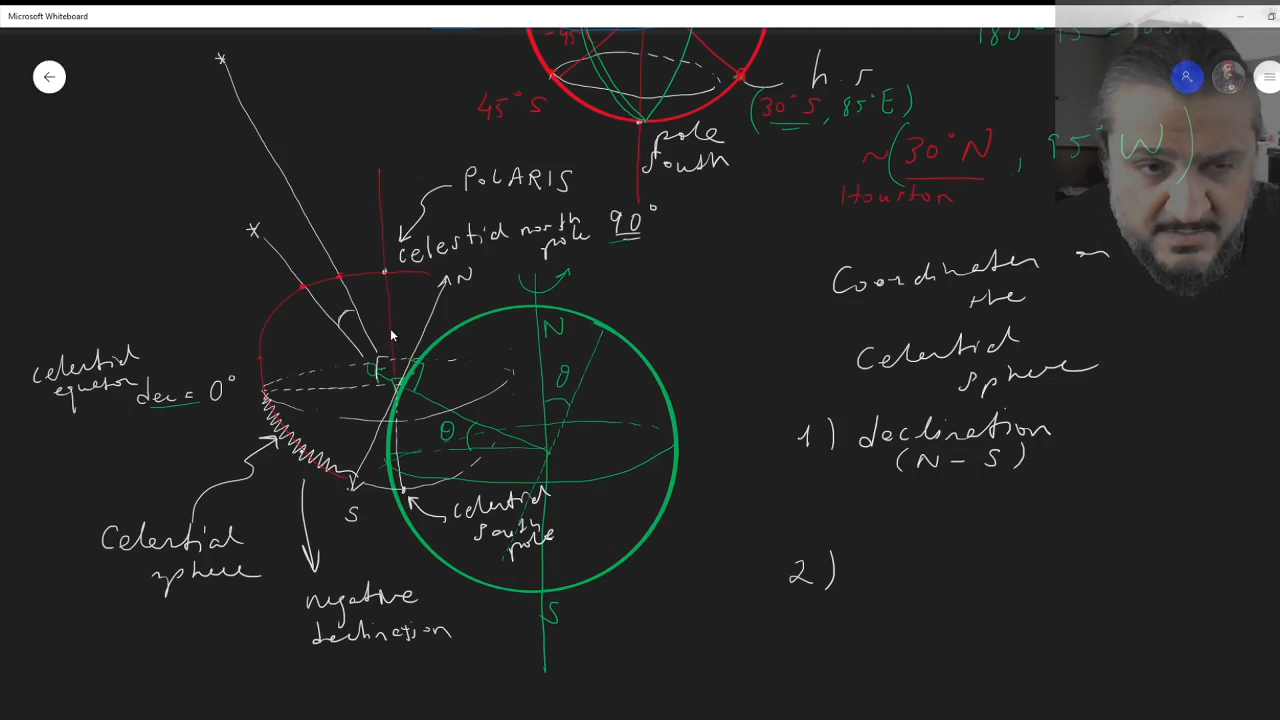 Microsoft Whiteboard
-45
45° S
h. s
(30° S, 85° E)
pole
South
~(30° N, 95° W)
Houston
POLARIS
celestial north
pole 90°
N
N
θ
θ
celestial
equator dec = 0°
S
celestial
south
pole
Celestial
sphere
negative
declination
S
Coordinates on
the
Celestial
sphere
1) declination
(N - S)
2)